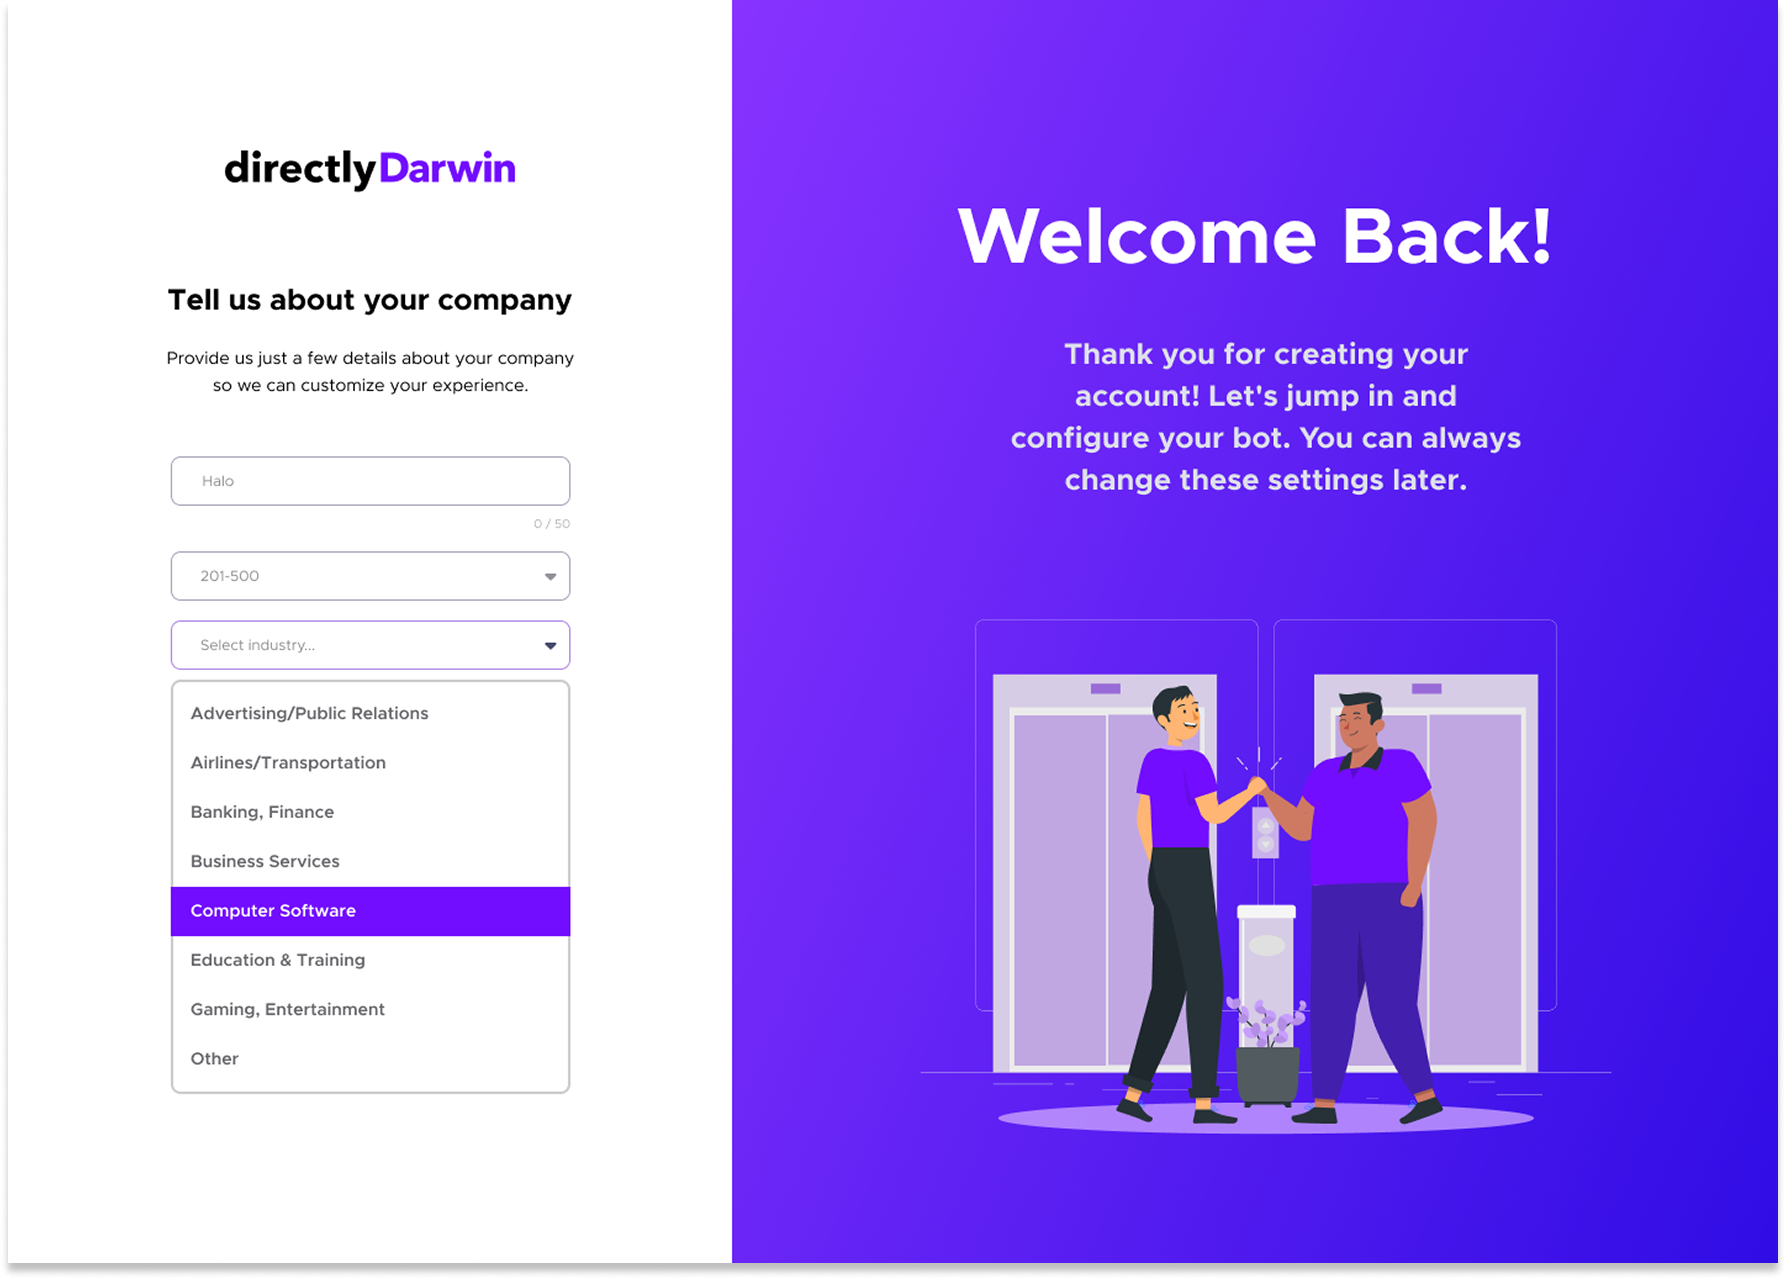 directlyDarwin
Tell us about your company
Provide us just a few details about your company
so we can customize your experience.
Halo
0 / 50
201-500
Select industry...
Advertising/Public Relations
Airlines/Transportation
Banking, Finance
Business Services
Computer Software
Education & Training
Gaming, Entertainment
Other
Welcome Back!
Thank you for creating your
account! Let's jump in and
configure your bot. You can always
change these settings later.